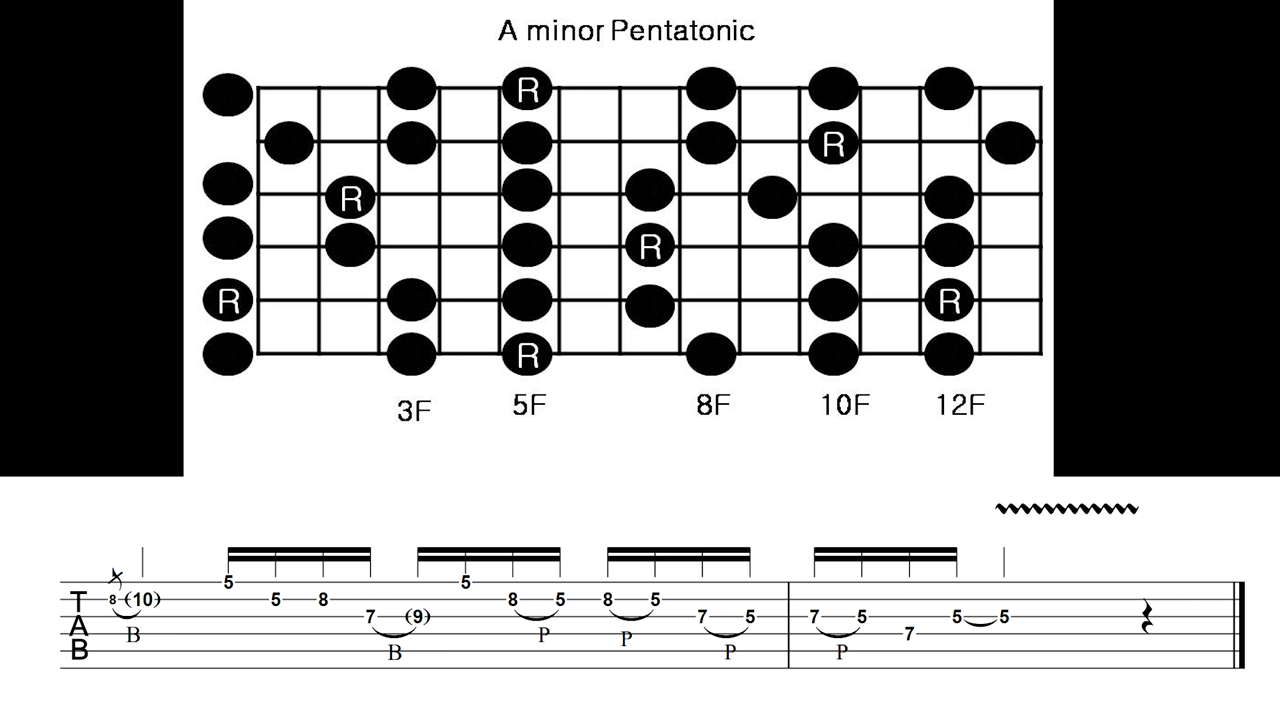 A minor Pentatonic
R
R
R
R
R
R
R
3F 5F 8F 10F 12F
5 5
T 8 (10) 5 8 8 5 8 5
7 (9) 7 5 7 5 5 5
A B P P 7
B B P P